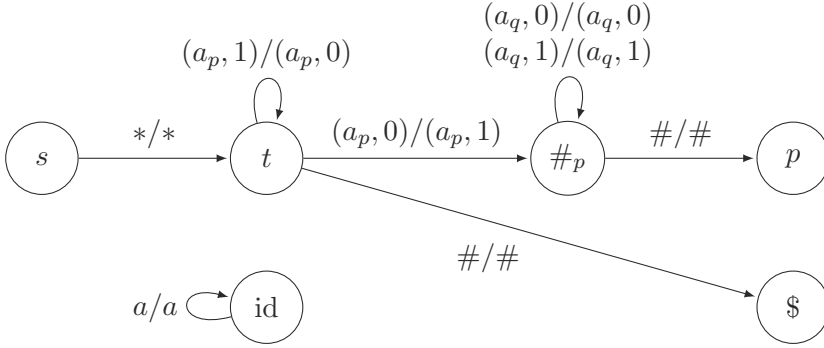 (a_q, 0)/(a_q, 0)
(a_p, 1)/(a_p, 0)
(a_q, 1)/(a_q, 1)
s
∗/∗
t
(a_p, 0)/(a_p, 1)
#_p
#/#
p
#/#
a/a
id
$